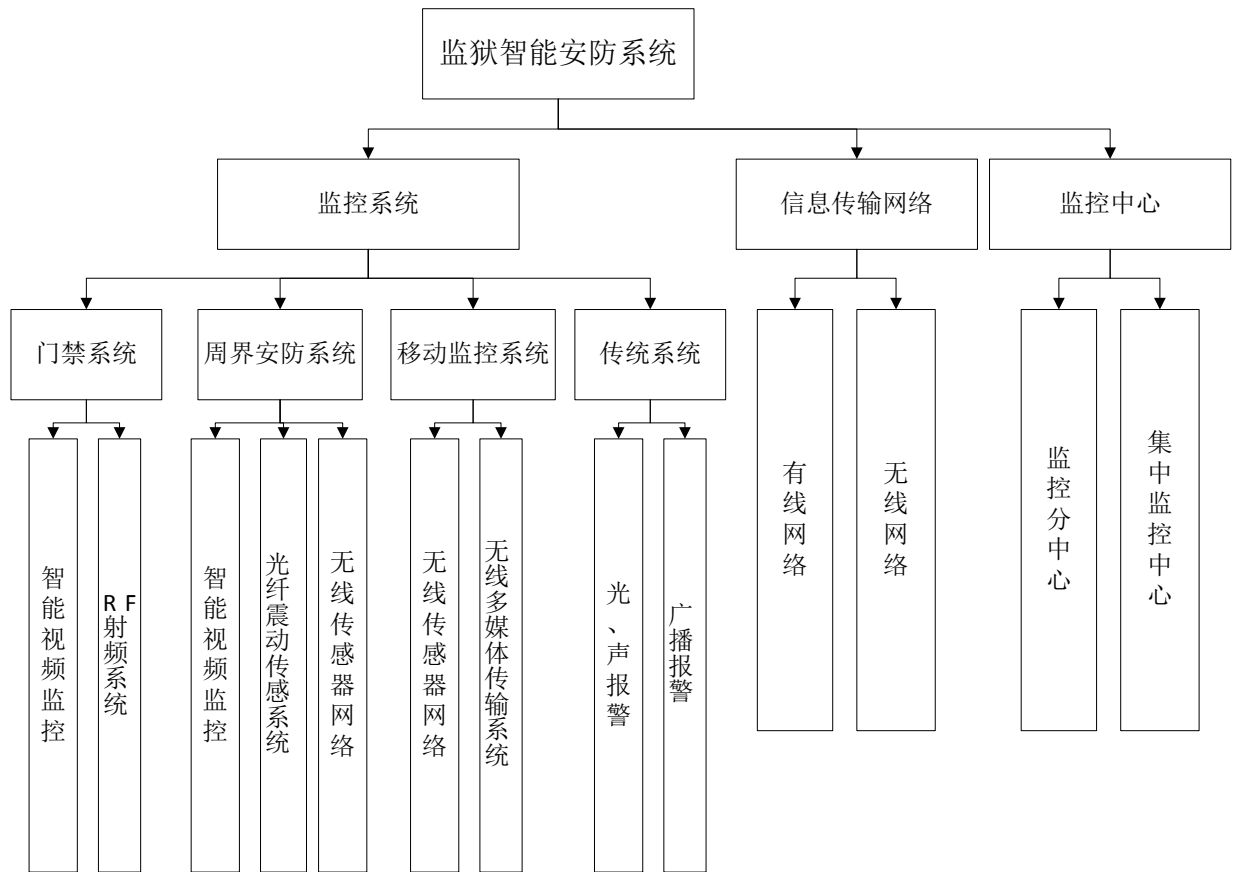 监狱智能安防系统
监控系统
信息传输网络
监控中心
门禁系统
周界安防系统
移动监控系统
传统系统
智能视频监控
RF射频系统
智能视频监控
光纤震动传感系统
无线传感器网络
无线传感器网络
无线多媒体传输系统
光、声报警
广播报警
有线网络
无线网络
监控分中心
集中监控中心